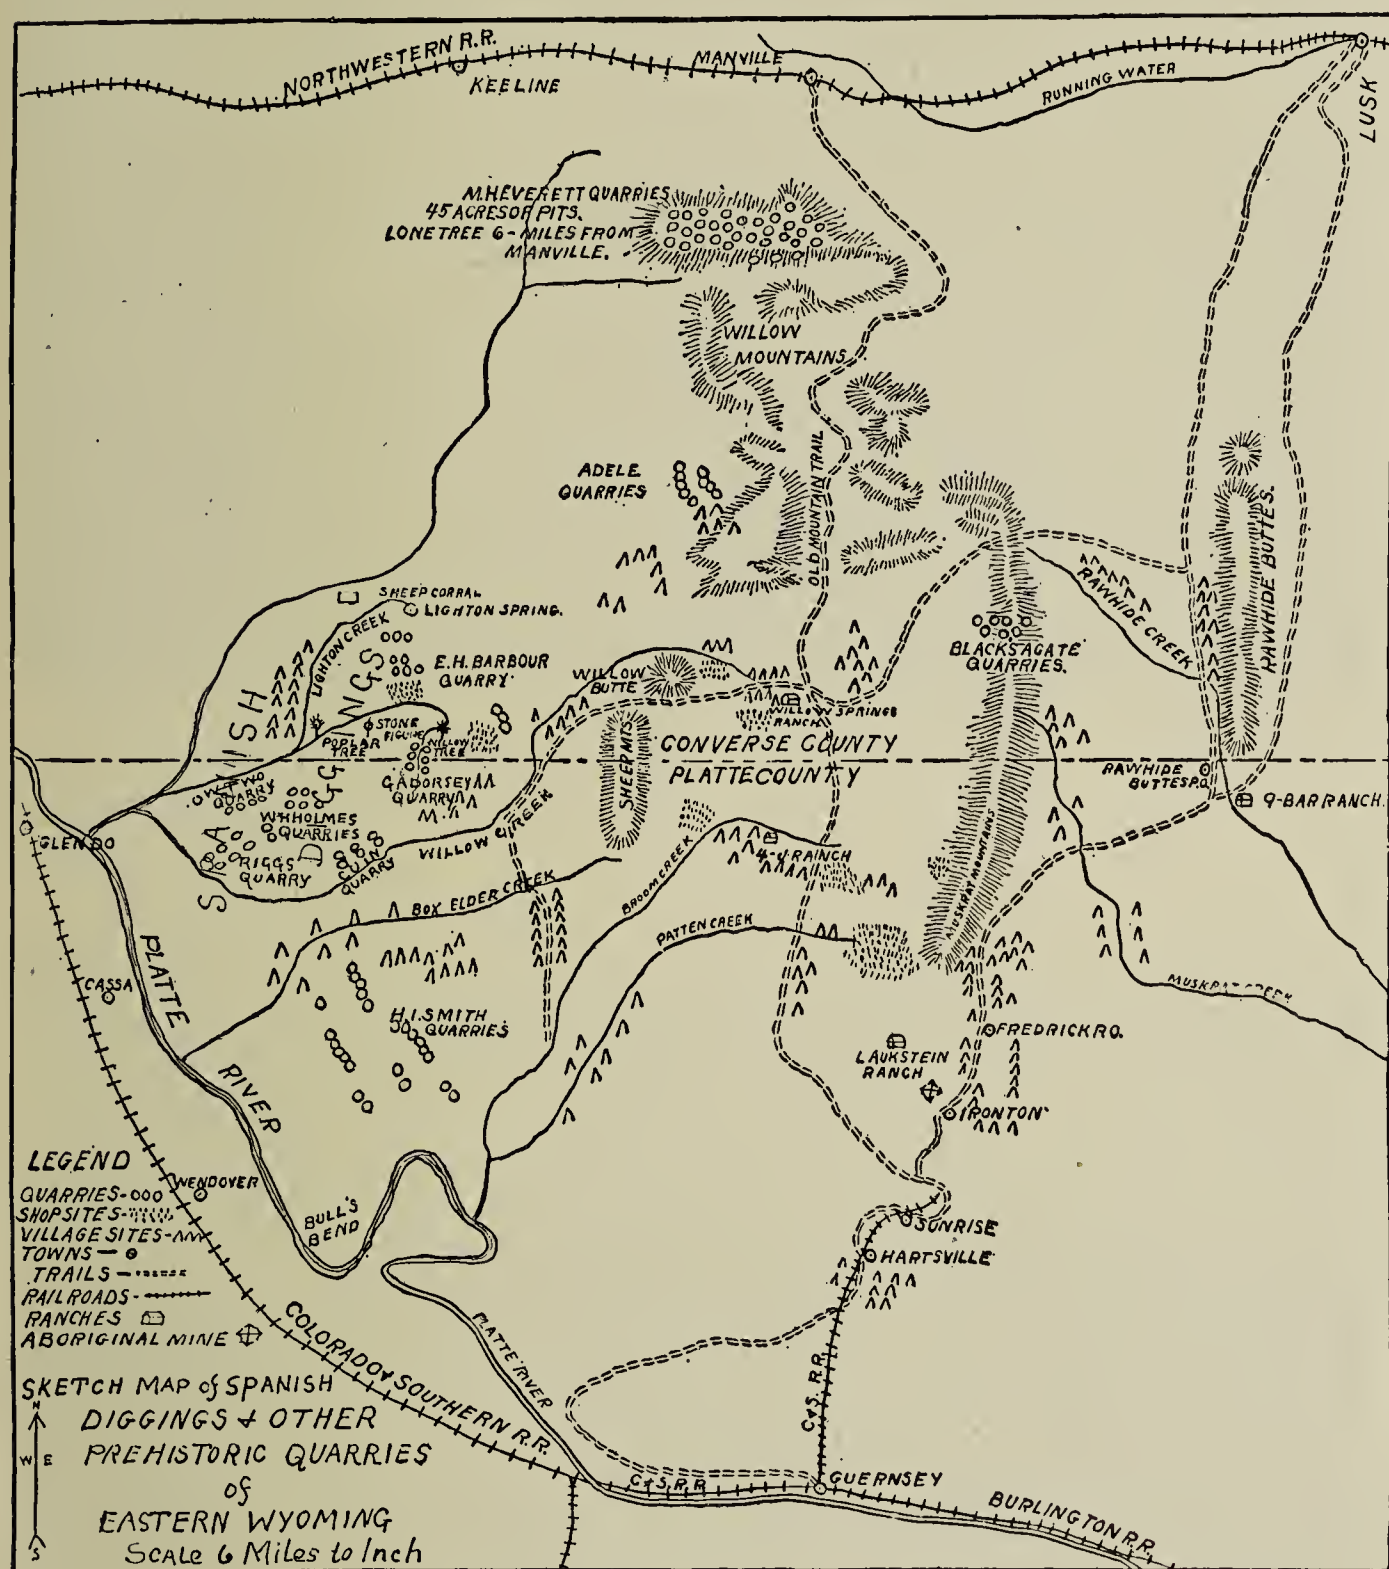 NORTHWESTERN R.R.
KEELINE
MANVILLE
RUNNING WATER
LUSK
M.H.EVERETT QUARRIES
45 ACRES OF PITS.
LONE TREE 6-MILES FROM
MANVILLE.
WILLOW
MOUNTAINS
ADELE
QUARRIES
OLD MOUNTAIN TRAIL
RAWHIDE BUTTES.
RAWHIDE CREEK
SHEEP CORRAL
LIGHTON SPRING.
LIGHTON CREEK
BLACKS AGATE
QUARRIES.
E.H. BARBOUR
QUARRY
WILLOW
BUTTE
WILLOW SPRINGS
RANCH
SPANISH
DIGGINGS
POPLAR
TREE
STONE
FIGURE
WILLOW
TREE
SHEEP MTS.
CONVERSE COUNTY
PLATTE COUNTY
RAWHIDE
BUTTES P.O.
9-BAR RANCH.
QUARRY
G.A.DORSEY
QUARRY
W.H.HOLMES
QUARRIES
RIGGS
QUARRY
QUARRY
WILLOW CREEK
GLENDO
4-J RANCH
BROOM CREEK
MUSKRAT MOUNTAINS
BOX ELDER CREEK
PATTEN CREEK
MUSKRAT CREEK
CASSA
PLATTE
RIVER
H.I.SMITH
QUARRIES
FREDRICK P.O.
LAUKSTEIN
RANCH
IRONTON
WENDOVER
BULL'S
BEND
SUNRISE
HARTSVILLE
LEGEND
QUARRIES-
SHOPSITES-
VILLAGE SITES-
TOWNS-
TRAILS-
RAILROADS-
RANCHES
ABORIGINAL MINE
COLORADO & SOUTHERN R.R.
PLATTE RIVER
C&S. R.R.
C&S.R.R
GUERNSEY
BURLINGTON R.R.
SKETCH MAP of SPANISH
DIGGINGS & OTHER
PREHISTORIC QUARRIES
of
EASTERN WYOMING
SCALE 6 Miles to Inch
N
W E
S